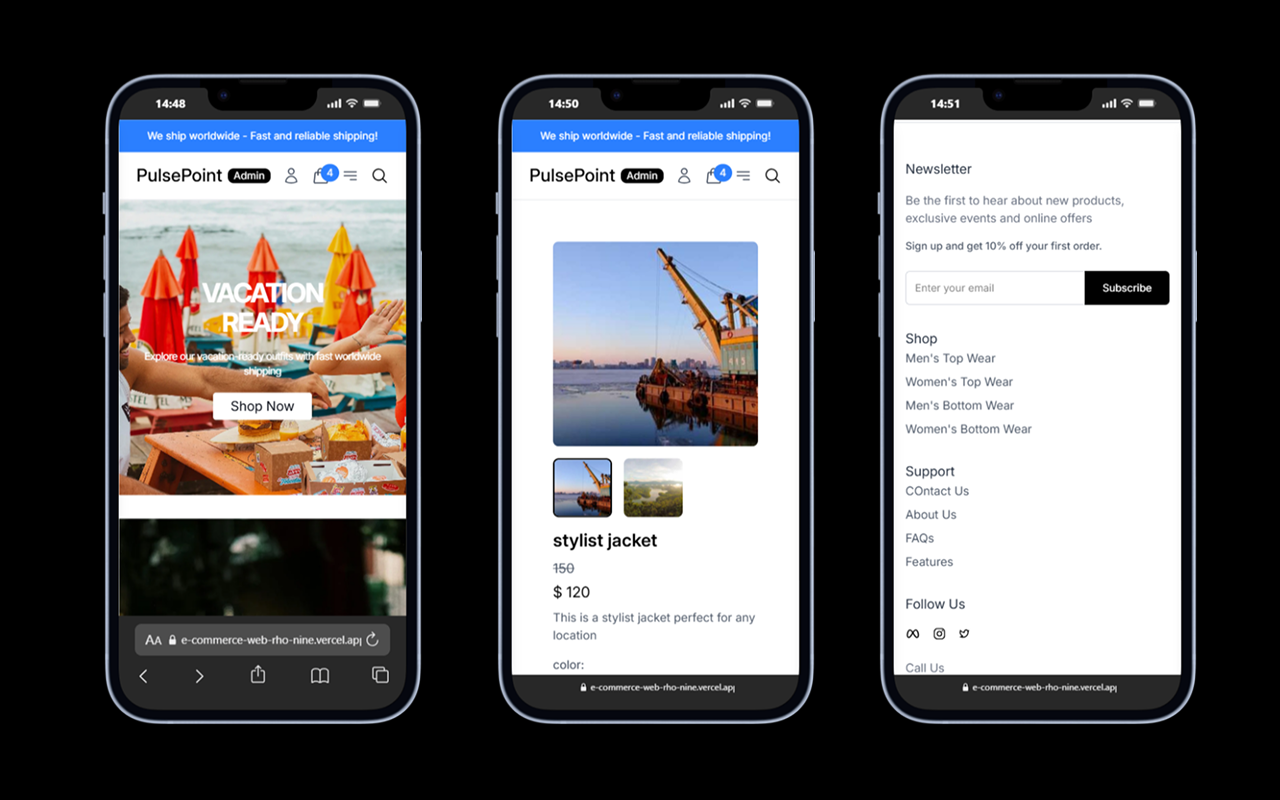 14:48
We ship worldwide - Fast and reliable shipping!
PulsePoint Admin 4
VACATION
READY
Explore our vacation-ready outfits with fast worldwide
shipping
Shop Now
AA e-commerce-web-rho-nine.vercel.app
14:50
We ship worldwide - Fast and reliable shipping!
PulsePoint Admin 4
stylist jacket
150
$ 120
This is a stylist jacket perfect for any
location
color:
e-commerce-web-rho-nine.vercel.app
14:51
Newsletter
Be the first to hear about new products,
exclusive events and online offers
Sign up and get 10% off your first order.
Enter your email Subscribe
Shop
Men's Top Wear
Women's Top Wear
Men's Bottom Wear
Women's Bottom Wear
Support
COntact Us
About Us
FAQs
Features
Follow Us
Call Us
e-commerce-web-rho-nine.vercel.app